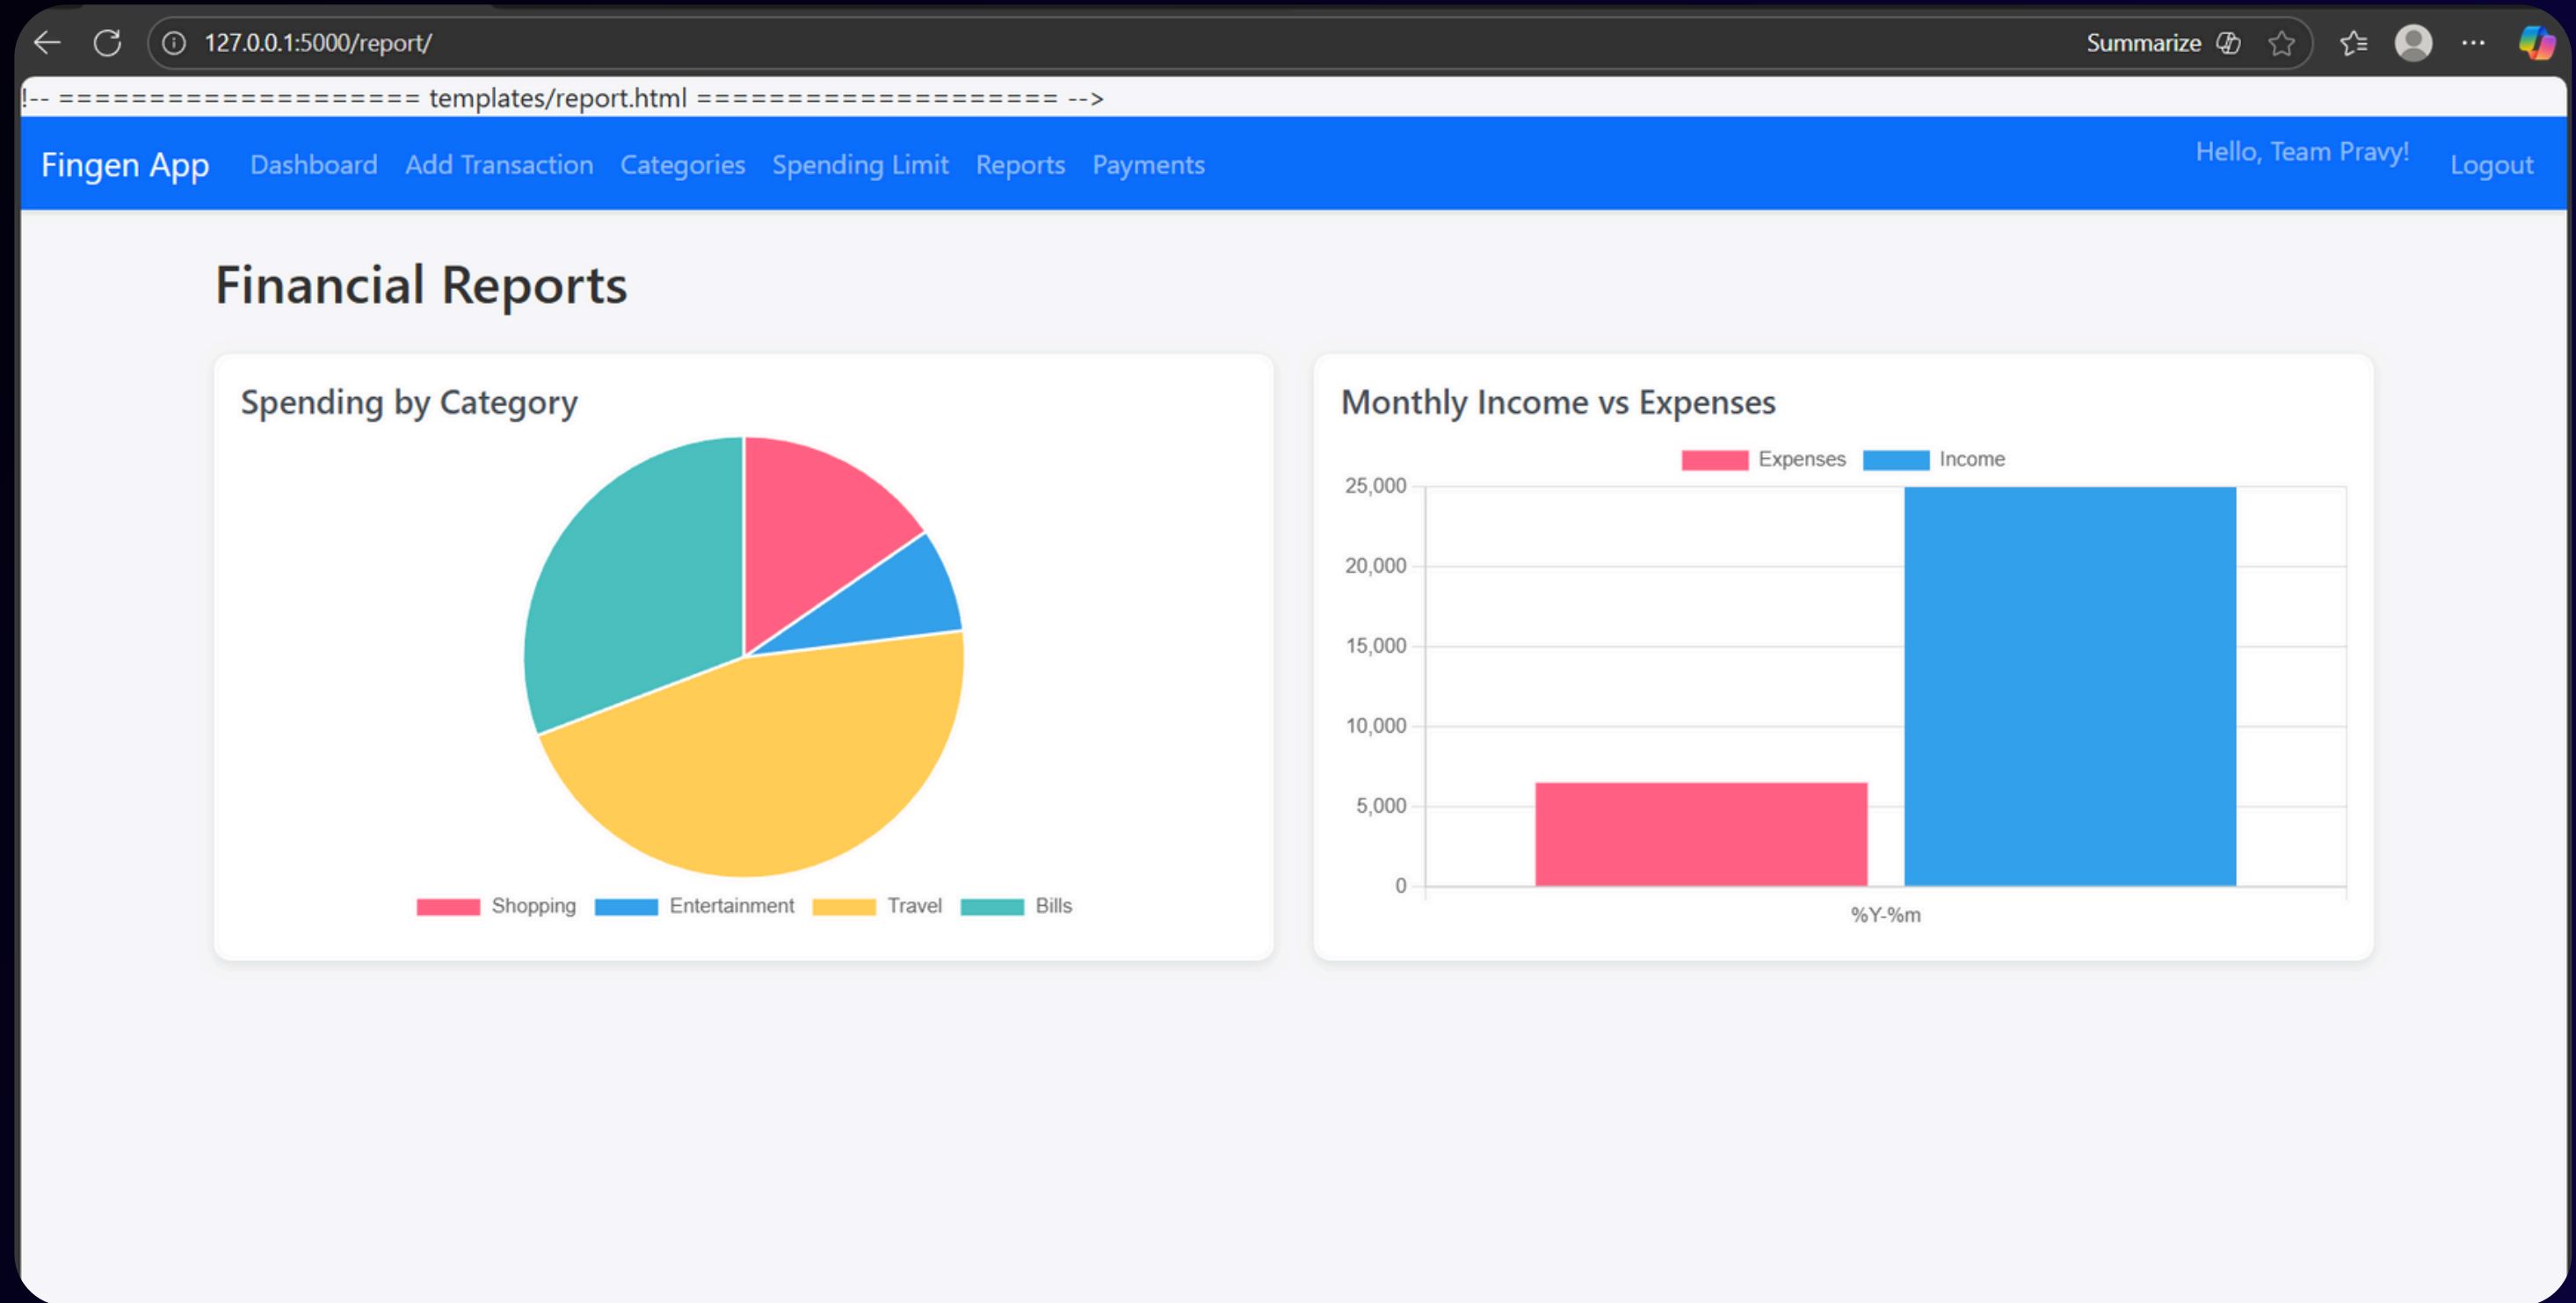 127.0.0.1:5000/report/ Summarize
!-- ==================== templates/report.html ==================== -->
Fingen App Dashboard Add Transaction Categories Spending Limit Reports Payments Hello, Team Pravy! Logout
Financial Reports
Spending by Category
Shopping Entertainment Travel Bills
Monthly Income vs Expenses
Expenses Income
25,000
20,000
15,000
10,000
5,000
0
%Y-%m